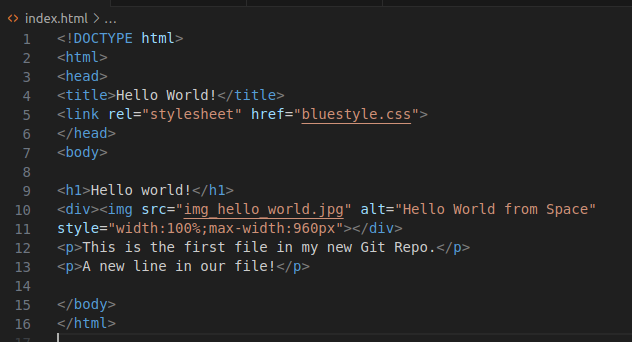 <> index.html > ...
1 <!DOCTYPE html>
2 <html>
3 <head>
4 <title>Hello World!</title>
5 <link rel="stylesheet" href="bluestyle.css">
6 </head>
7 <body>
8
9 <h1>Hello world!</h1>
10 <div><img src="img_hello_world.jpg" alt="Hello World from Space"
11 style="width:100%;max-width:960px"></div>
12 <p>This is the first file in my new Git Repo.</p>
13 <p>A new line in our file!</p>
14
15 </body>
16 </html>
17